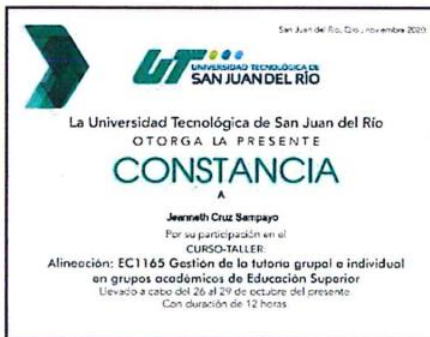 San Juan del Río, Qro., noviembre 2020
UT
UNIVERSIDAD TECNOLÓGICA DE
SAN JUAN DEL RÍO
La Universidad Tecnológica de San Juan del Río
OTORGA LA PRESENTE
CONSTANCIA
A
Jeanneth Cruz Sampayo
Por su participación en el
CURSO-TALLER:
Alineación: EC1165 Gestión de la tutoría grupal e individual
en grupos académicos de Educación Superior
Llevado a cabo del 26 al 29 de octubre del presente
Con duración de 12 horas